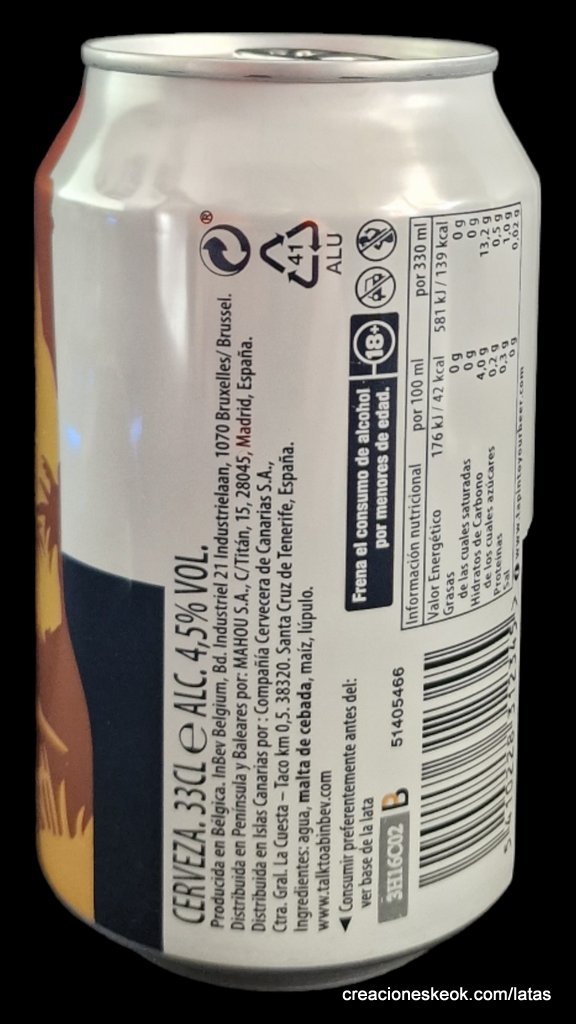 CERVEZA. 33CL e ALC. 4,5% VOL.
Producida en Bélgica. InBev Belgium, Bd. Industriel 21 Industrielaan, 1070 Bruxelles/ Brussel.
Distribuida en Península y Baleares por: MAHOU S.A., C/Titán, 15, 28045, Madrid, España.
Distribuida en Islas Canarias por : Compañía Cervecera de Canarias S.A.,
Ctra. Gral. La Cuesta – Taco km 0,5. 38320. Santa Cruz de Tenerife, España.
Ingredientes: agua, malta de cebada, maíz, lúpulo.
www.talktoabinbev.com
◀ Consumir preferentemente antes del:
ver base de la lata
3H16C02 B
51405466
®
41
ALU
Frena el consumo de alcohol
por menores de edad.
18+
Información nutricional por 100 ml por 330 ml
Valor Energético 176 kJ / 42 kcal 581 kJ / 139 kcal
Grasas 0 g 0 g
de las cuales saturadas 0 g 0 g
Hidratos de Carbono 4,0 g 13,2 g
de los cuales azúcares 0,2 g 0,5 g
Proteínas 0,3 g 1,0 g
Sal 0 g 0,02 g
www.tapintoyourbeer.com
creacioneskeok.com/latas